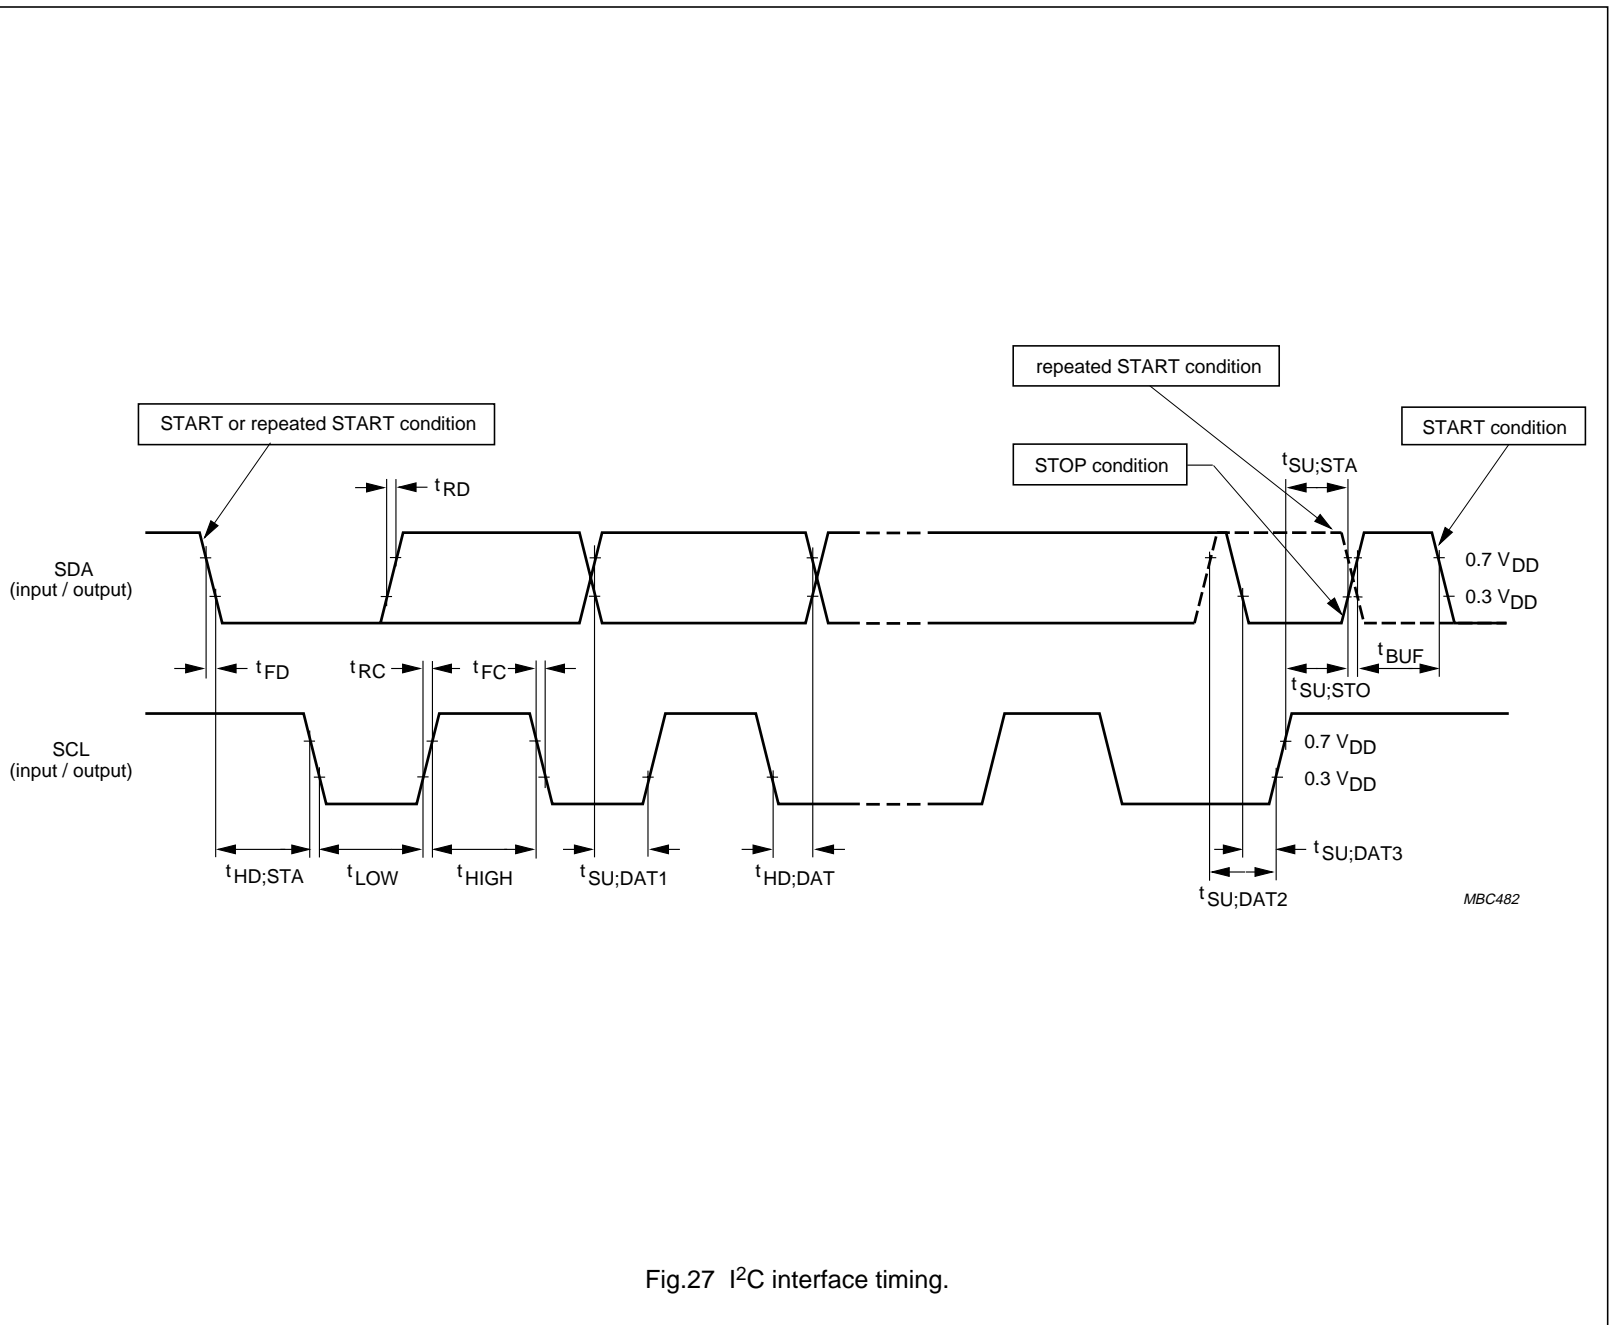 repeated START condition
START or repeated START condition
START condition
STOP condition
tSU;STA
tRD
SDA
(input / output)
0.7 VDD
0.3 VDD
tFD
tRC
tFC
tBUF
tSU;STO
SCL
(input / output)
0.7 VDD
0.3 VDD
tHD;STA
tLOW
tHIGH
tSU;DAT1
tHD;DAT
tSU;DAT3
tSU;DAT2
MBC482
Fig.27 I²C interface timing.